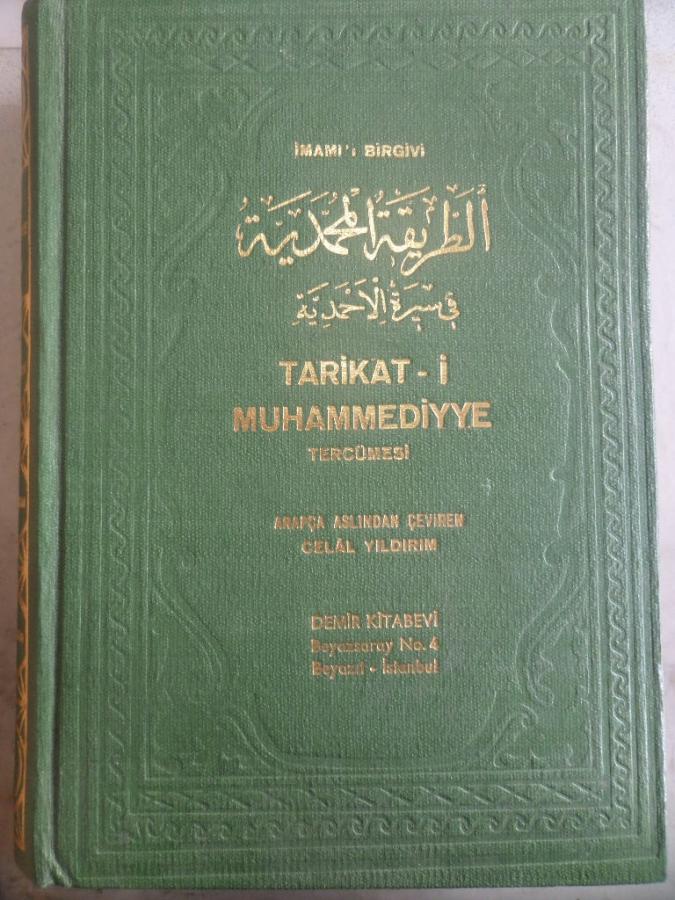 İMAMI'ı BİRGİVİ
الطريقة المحمدية
في سيرة الأحمدية
TARİKAT - İ
MUHAMMEDİYYE
TERCÜMESİ
ARAPÇA ASLINDAN ÇEVİREN
CELÂL YILDIRIM
DEMİR KİTABEVİ
Beyazsaray No. 4
Beyazıt - İstanbul